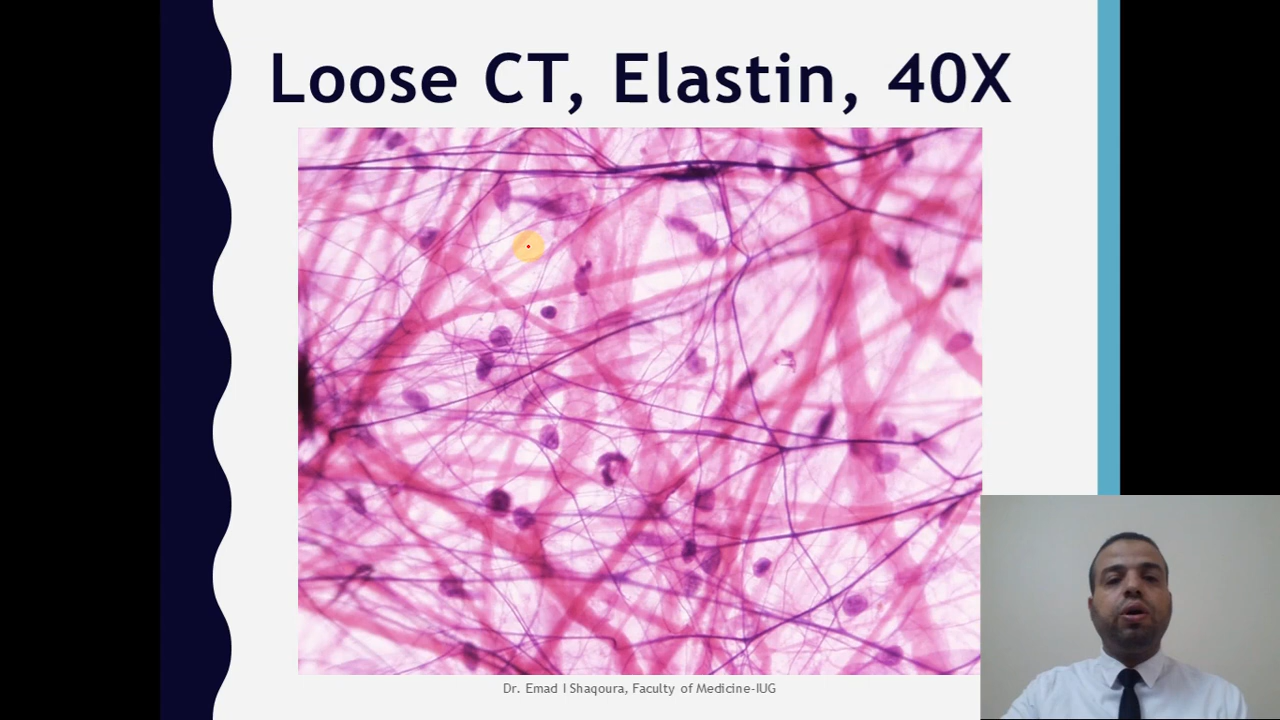 Loose CT, Elastin, 40X
Dr. Emad I Shaqoura, Faculty of Medicine-IUG